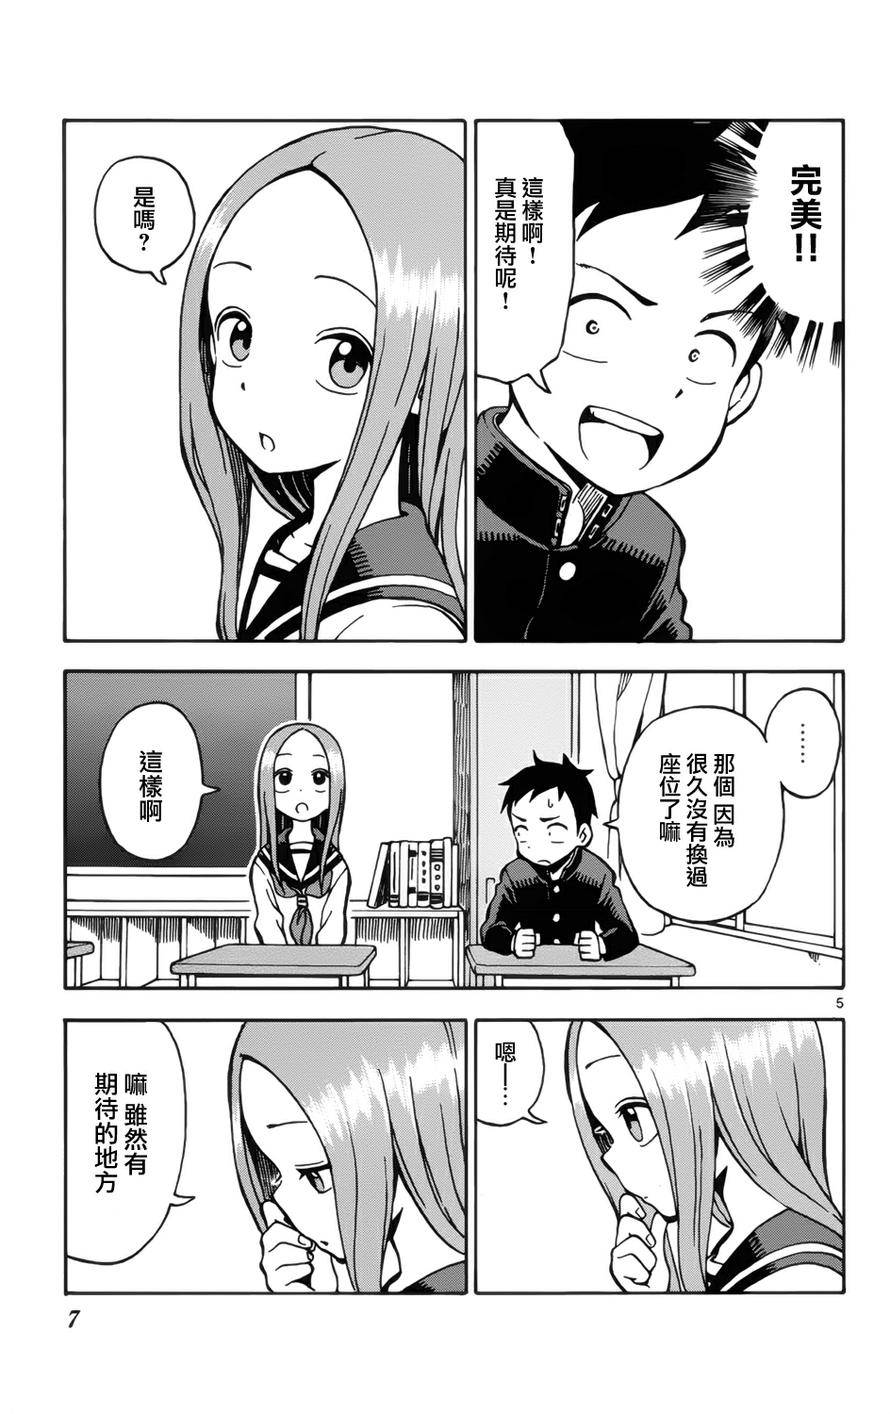 完美!!
這樣啊！
真是期待呢！
是嗎？
……
那個 因為
很久沒有換過
座位了嘛
這樣啊
5
嗯—…
嘛 雖然有
期待的地方
7